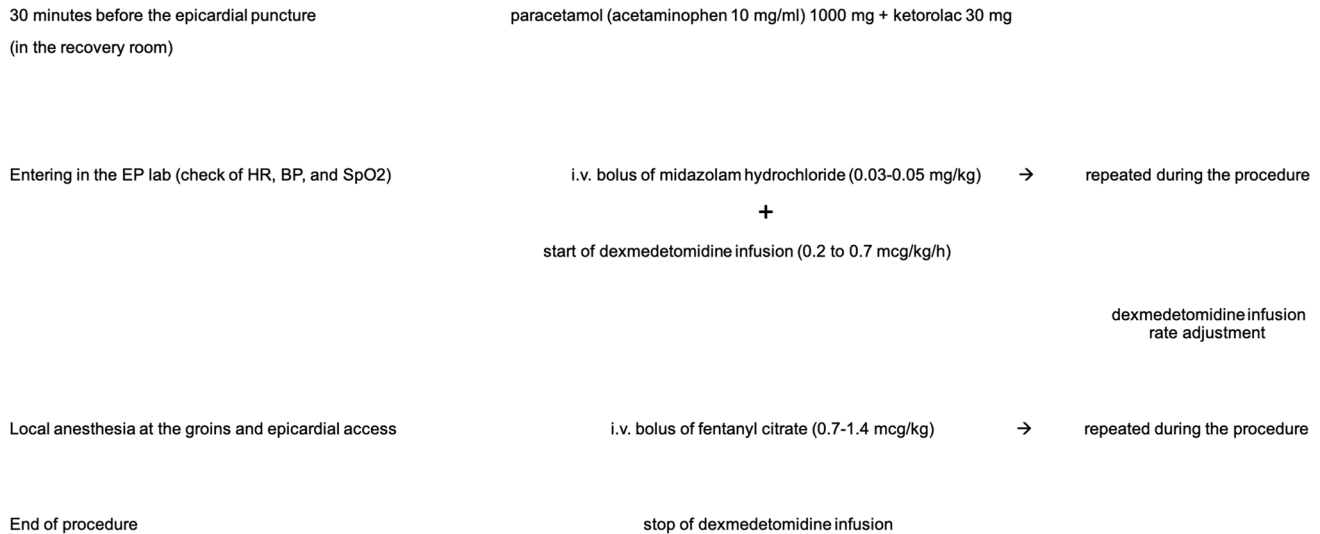 30 minutes before the epicardial puncture paracetamol (acetaminophen 10 mg/ml) 1000 mg + ketorolac 30 mg
(in the recovery room)
Entering in the EP lab (check of HR, BP, and SpO2) i.v. bolus of midazolam hydrochloride (0.03-0.05 mg/kg) → repeated during the procedure
+
start of dexmedetomidine infusion (0.2 to 0.7 mcg/kg/h)
dexmedetomidine infusion
rate adjustment
Local anesthesia at the groins and epicardial access i.v. bolus of fentanyl citrate (0.7-1.4 mcg/kg) → repeated during the procedure
End of procedure stop of dexmedetomidine infusion